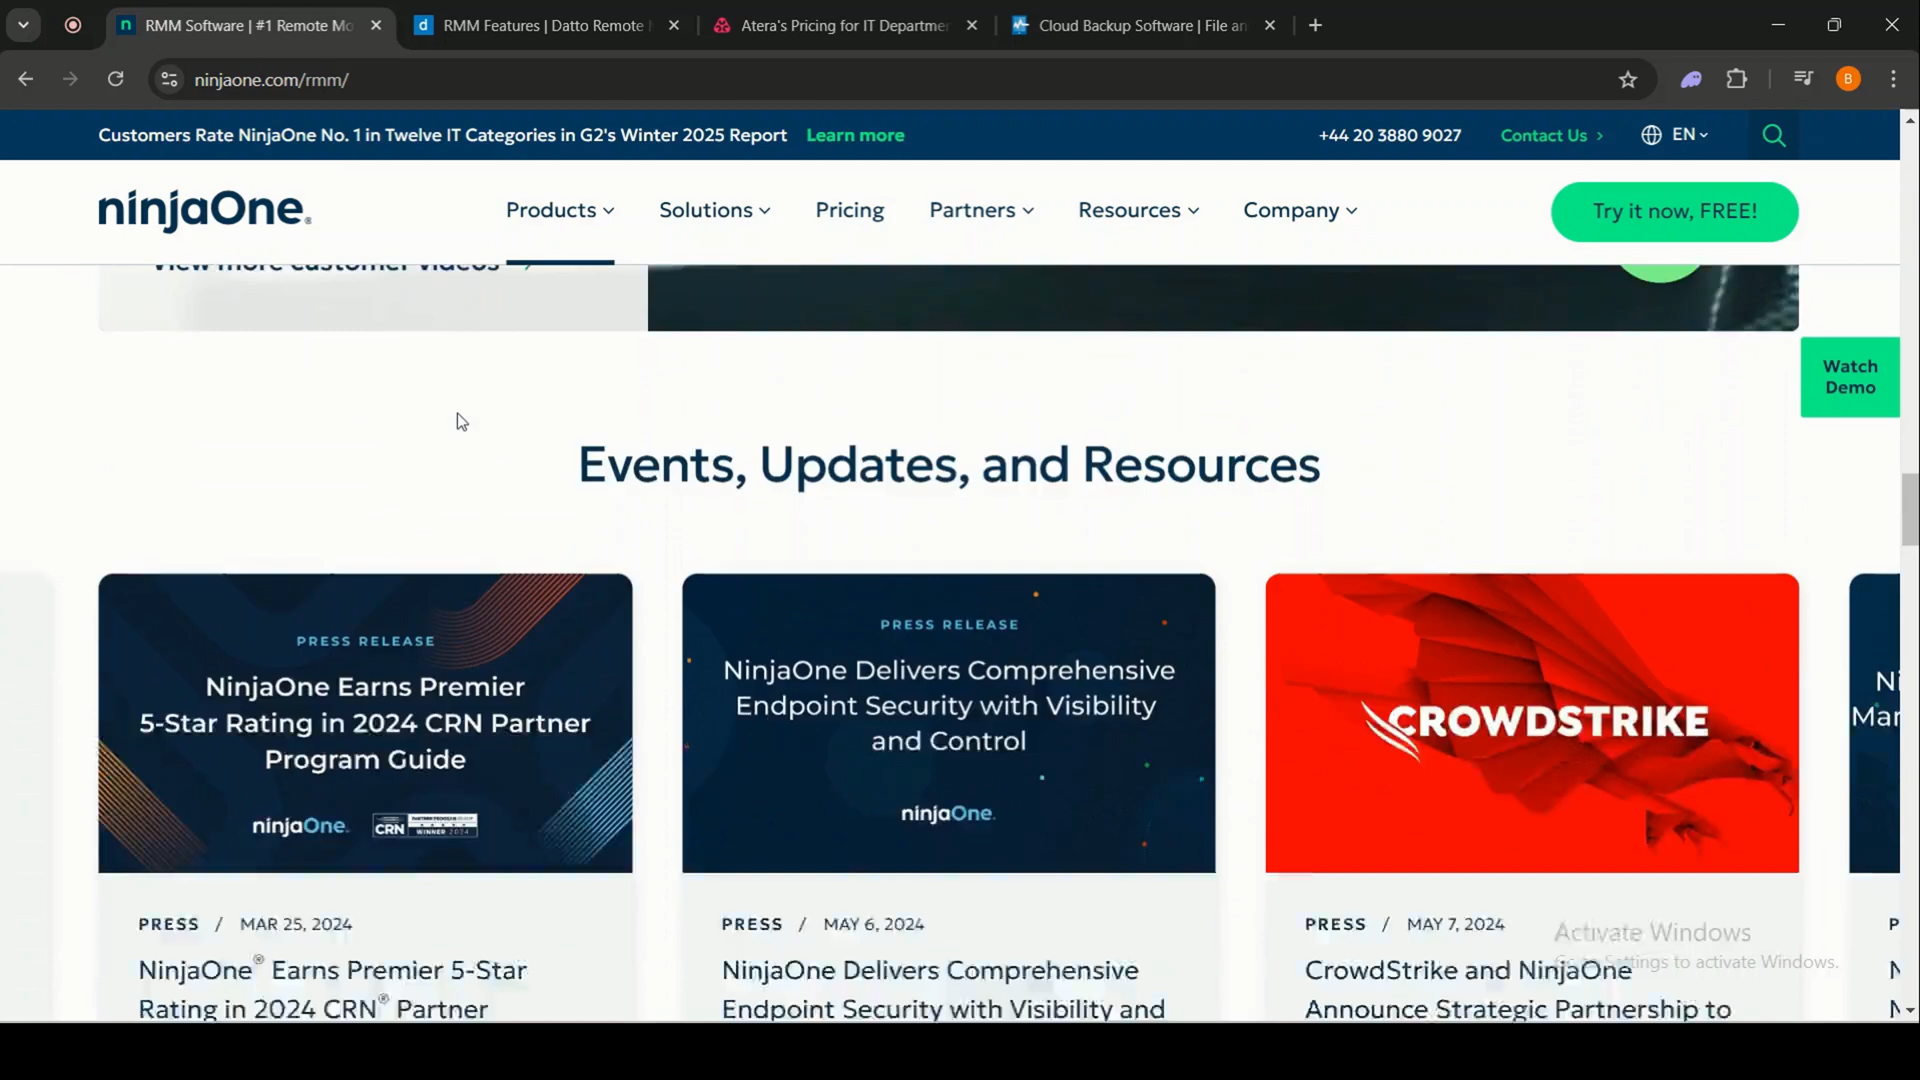 RMM Software | #1 Remote Mo
RMM Features | Datto Remote
Atera's Pricing for IT Departmen
Cloud Backup Software | File an
ninjaone.com/rmm/
B
Customers Rate NinjaOne No. 1 in Twelve IT Categories in G2's Winter 2025 Report Learn more
+44 20 3880 9027
Contact Us
EN
ninjaOne
Products
Solutions
Pricing
Partners
Resources
Company
Try it now, FREE!
View more customer videos
Watch
Demo
Events, Updates, and Resources
PRESS RELEASE
NinjaOne Earns Premier
5-Star Rating in 2024 CRN Partner
Program Guide
ninjaOne
CRN
WINNER 2024
PRESS / MAR 25, 2024
NinjaOne® Earns Premier 5-Star
Rating in 2024 CRN® Partner
PRESS RELEASE
NinjaOne Delivers Comprehensive
Endpoint Security with Visibility
and Control
ninjaOne
PRESS / MAY 6, 2024
NinjaOne Delivers Comprehensive
Endpoint Security with Visibility and
CROWDSTRIKE
PRESS / MAY 7, 2024
CrowdStrike and NinjaOne
Announce Strategic Partnership to
Ni
Mar
P
N
N
Activate Windows
Go to Settings to activate Windows.